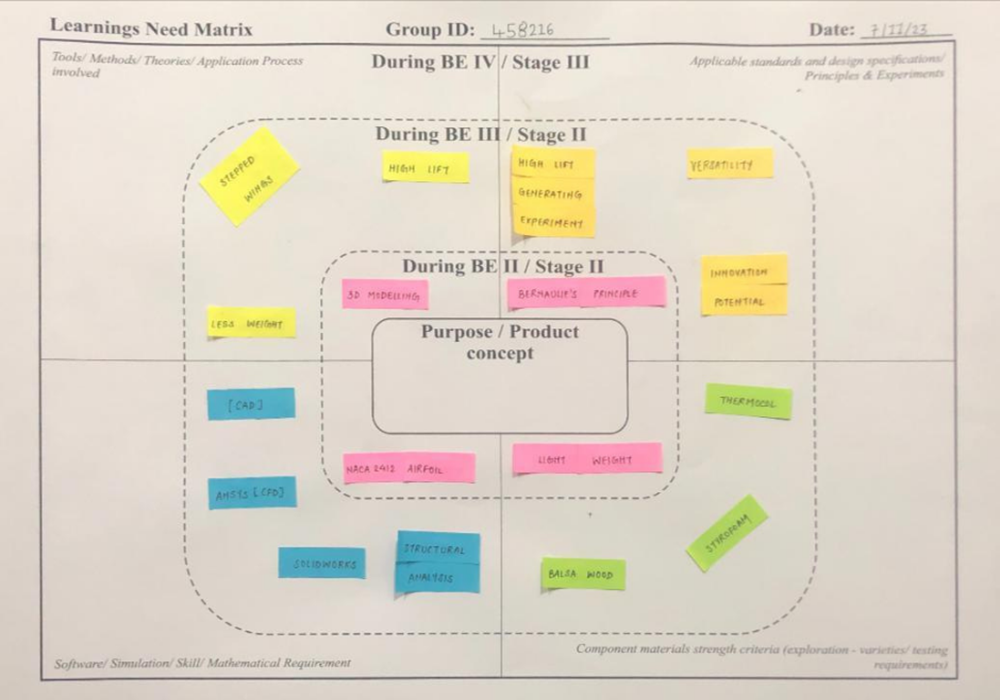 Learnings Need Matrix
Group ID: 458216
Date: 7/11/23
Tools/ Methods/ Theories/ Application Process
involved
During BE IV / Stage III
Applicable standards and design specifications/
Principles & Experiments
During BE III / Stage II
STEPPED
WINGS
HIGH LIFT
HIGH LIFT
GENERATING
EXPERIMENT
VERSATILITY
During BE II / Stage II
3D MODELLING
BERNAULII'S PRINCIPLE
INNOVATION
POTENTIAL
LESS WEIGHT
Purpose / Product
concept
[CAD]
THERMOCOL
NACA 2412 AIRFOIL
LIGHT WEIGHT
ANSYS [CFD]
STYROFOAM
SOLIDWORKS
STRUCTURAL
ANALYSIS
BALSA WOOD
Software/ Simulation/ Skill/ Mathematical Requirement
Component materials strength criteria (exploration - varieties/ testing
requirements)